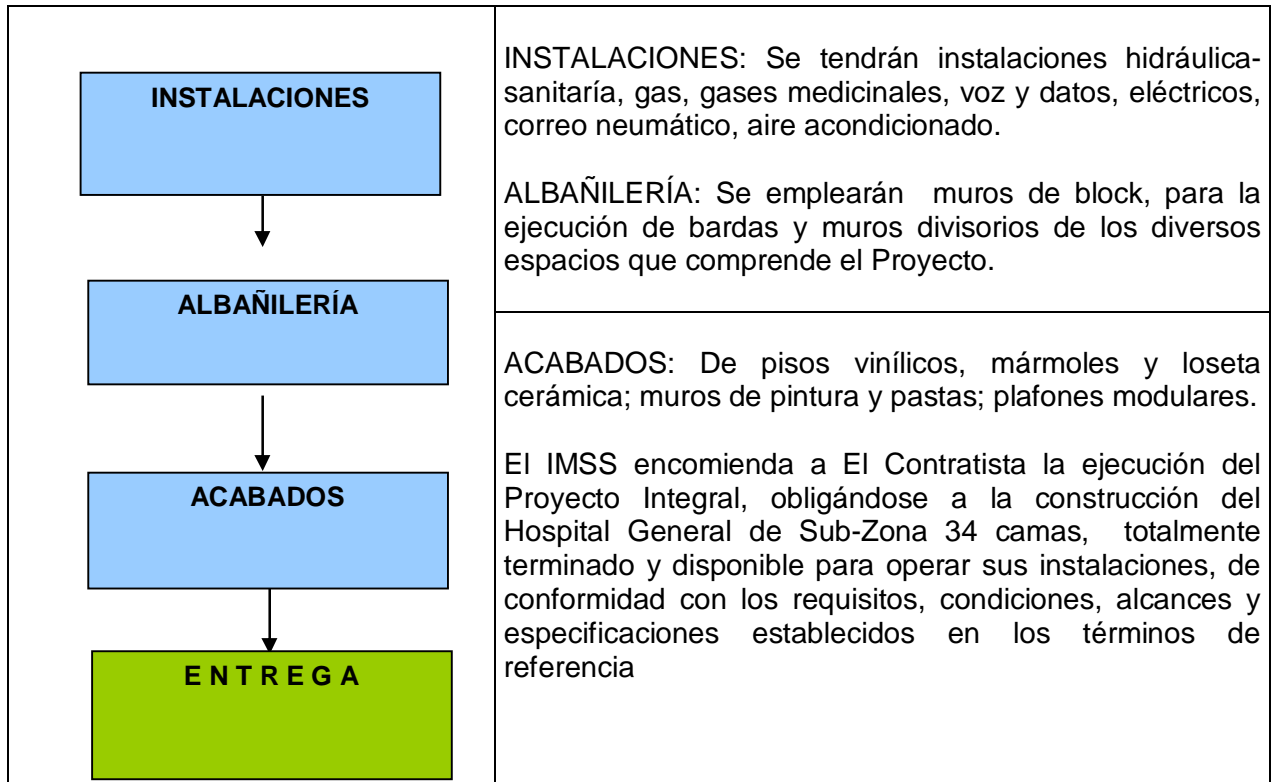 INSTALACIONES
ALBAÑILERÍA
ACABADOS
E N T R E G A
INSTALACIONES: Se tendrán instalaciones hidráulica-
sanitaría, gas, gases medicinales, voz y datos, eléctricos,
correo neumático, aire acondicionado.
ALBAÑILERÍA: Se emplearán muros de block, para la
ejecución de bardas y muros divisorios de los diversos
espacios que comprende el Proyecto.
ACABADOS: De pisos vinílicos, mármoles y loseta
cerámica; muros de pintura y pastas; plafones modulares.
El IMSS encomienda a El Contratista la ejecución del
Proyecto Integral, obligándose a la construcción del
Hospital General de Sub-Zona 34 camas, totalmente
terminado y disponible para operar sus instalaciones, de
conformidad con los requisitos, condiciones, alcances y
especificaciones establecidos en los términos de
referencia